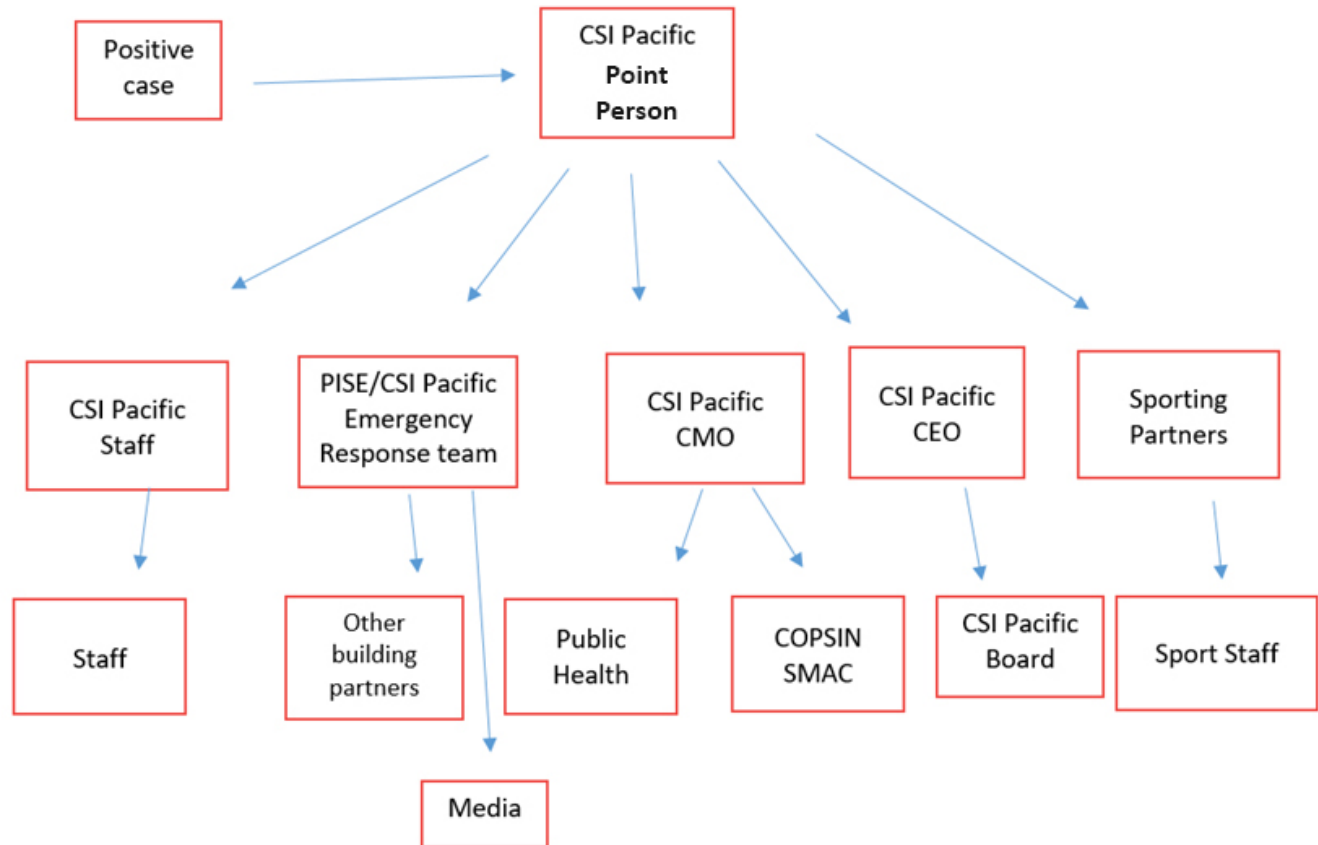 Positive
case
CSI Pacific
Point
Person
CSI Pacific
Staff
PISE/CSI Pacific
Emergency
Response team
CSI Pacific
CMO
CSI Pacific
CEO
Sporting
Partners
Staff
Other
building
partners
Public
Health
COPSIN
SMAC
CSI Pacific
Board
Sport Staff
Media